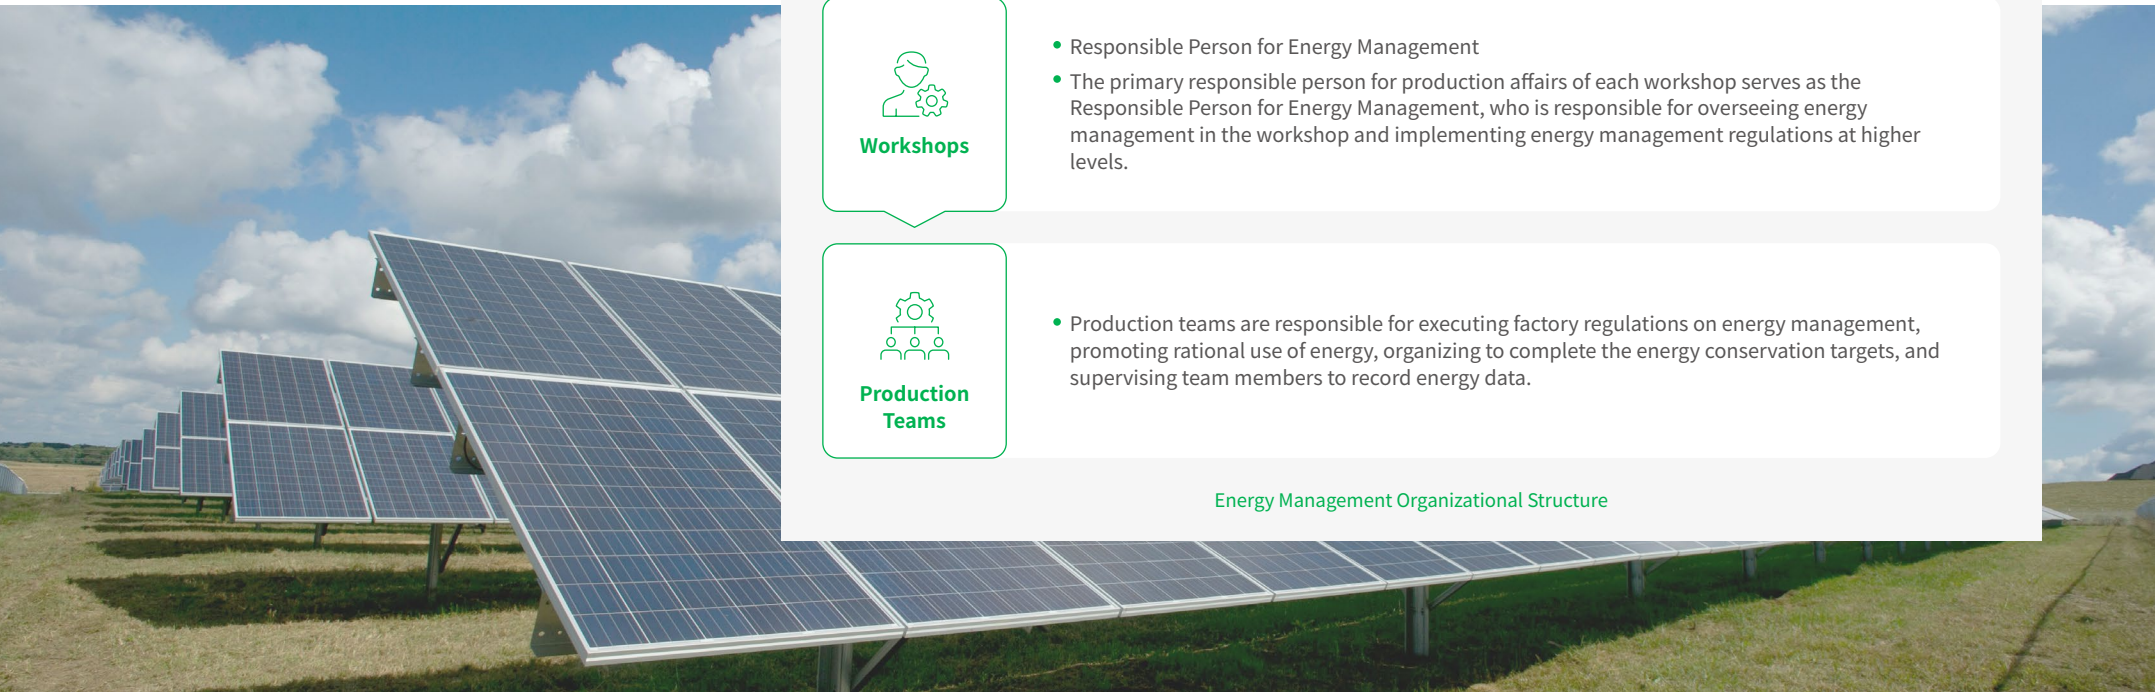 Workshops
• Responsible Person for Energy Management
• The primary responsible person for production affairs of each workshop serves as the
Responsible Person for Energy Management, who is responsible for overseeing energy
management in the workshop and implementing energy management regulations at higher
levels.
Production
Teams
• Production teams are responsible for executing factory regulations on energy management,
promoting rational use of energy, organizing to complete the energy conservation targets, and
supervising team members to record energy data.
Energy Management Organizational Structure